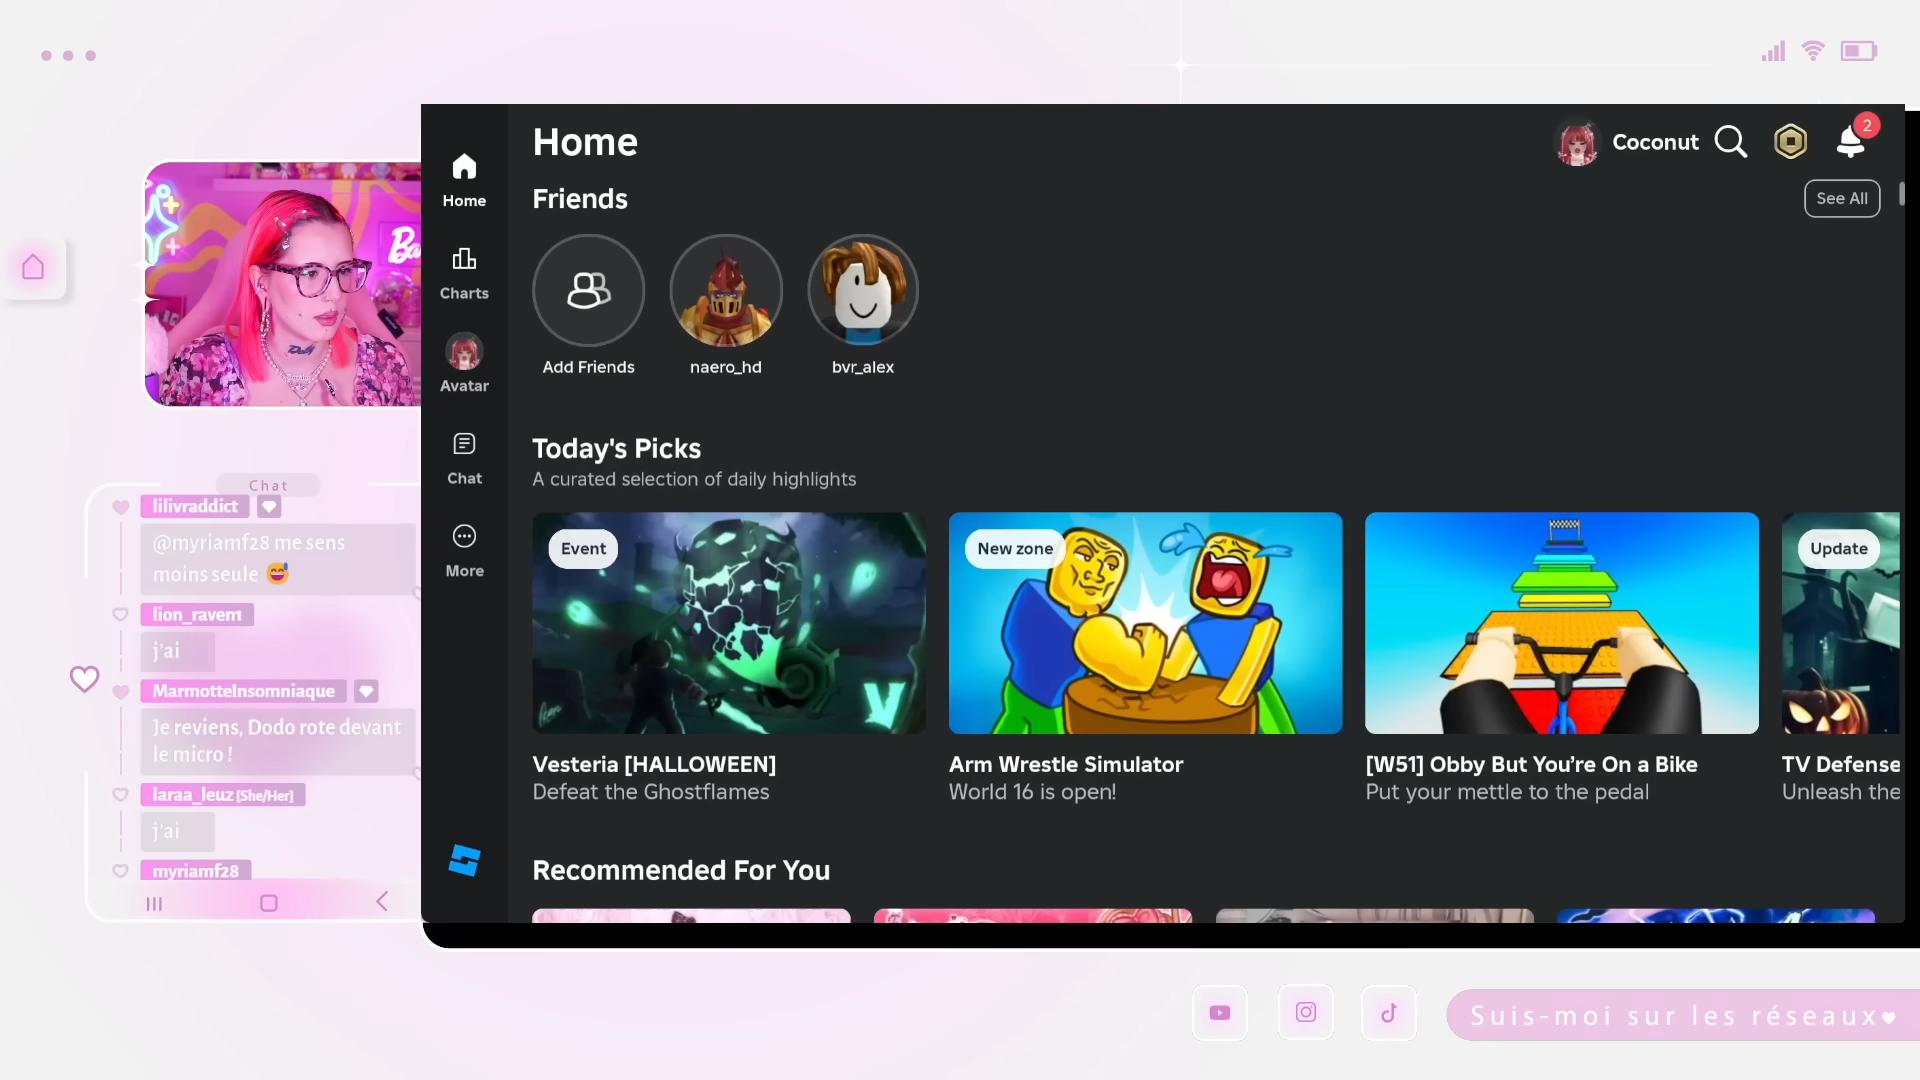 Home
Coconut
2
Friends
See All
Add Friends
naero_hd
bvr_alex
Home
Charts
Avatar
Chat
More
Today's Picks
A curated selection of daily highlights
Event
New zone
Update
Vesteria [HALLOWEEN]
Defeat the Ghostflames
Arm Wrestle Simulator
World 16 is open!
[W51] Obby But You're On a Bike
Put your mettle to the pedal
TV Defense
Unleash the
Recommended For You
Chat
lilivraddict
@myriamf28 me sens
moins seule 😅
lion_raven1
j'ai
MarmotteInsomniaque
Je reviens, Dodo rote devant
le micro !
laraa_leuz [She/Her]
j'ai
myriamf28
Suis-moi sur les réseaux